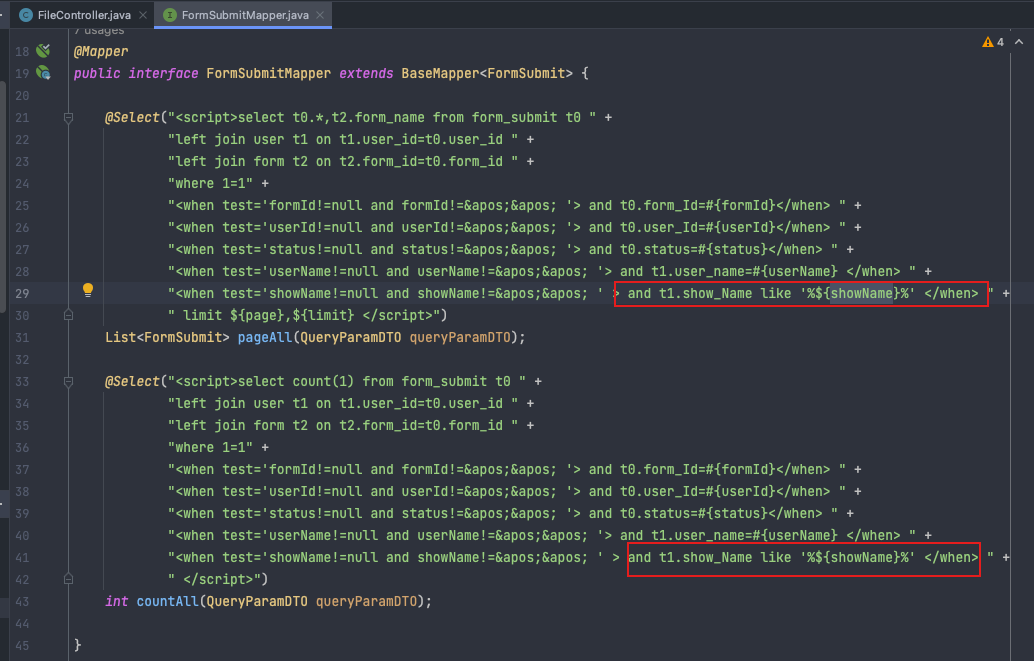 FileController.java FormSubmitMapper.java
7 usages
4
18 @Mapper
19 public interface FormSubmitMapper extends BaseMapper<FormSubmit> {
20
21 @Select("<script>select t0.*,t2.form_name from form_submit t0 " +
22 "left join user t1 on t1.user_id=t0.user_id " +
23 "left join form t2 on t2.form_id=t0.form_id " +
24 "where 1=1" +
25 "<when test='formId!=null and formId!=&apos;&apos; '> and t0.form_Id=#{formId}</when> " +
26 "<when test='userId!=null and userId!=&apos;&apos; '> and t0.user_Id=#{userId}</when> " +
27 "<when test='status!=null and status!=&apos;&apos; '> and t0.status=#{status}</when> " +
28 "<when test='userName!=null and userName!=&apos;&apos; '> and t1.user_name=#{userName} </when> " +
29 "<when test='showName!=null and showName!=&apos;&apos; ' > and t1.show_Name like '%${showName}%' </when> " +
30 " limit ${page},${limit} </script>")
31 List<FormSubmit> pageAll(QueryParamDTO queryParamDTO);
32
33 @Select("<script>select count(1) from form_submit t0 " +
34 "left join user t1 on t1.user_id=t0.user_id " +
35 "left join form t2 on t2.form_id=t0.form_id " +
36 "where 1=1" +
37 "<when test='formId!=null and formId!=&apos;&apos; '> and t0.form_Id=#{formId}</when> " +
38 "<when test='userId!=null and userId!=&apos;&apos; '> and t0.user_Id=#{userId}</when> " +
39 "<when test='status!=null and status!=&apos;&apos; '> and t0.status=#{status}</when> " +
40 "<when test='userName!=null and userName!=&apos;&apos; '> and t1.user_name=#{userName} </when> " +
41 "<when test='showName!=null and showName!=&apos;&apos; ' > and t1.show_Name like '%${showName}%' </when> " +
42 " </script>")
43 int countAll(QueryParamDTO queryParamDTO);
44
45 }